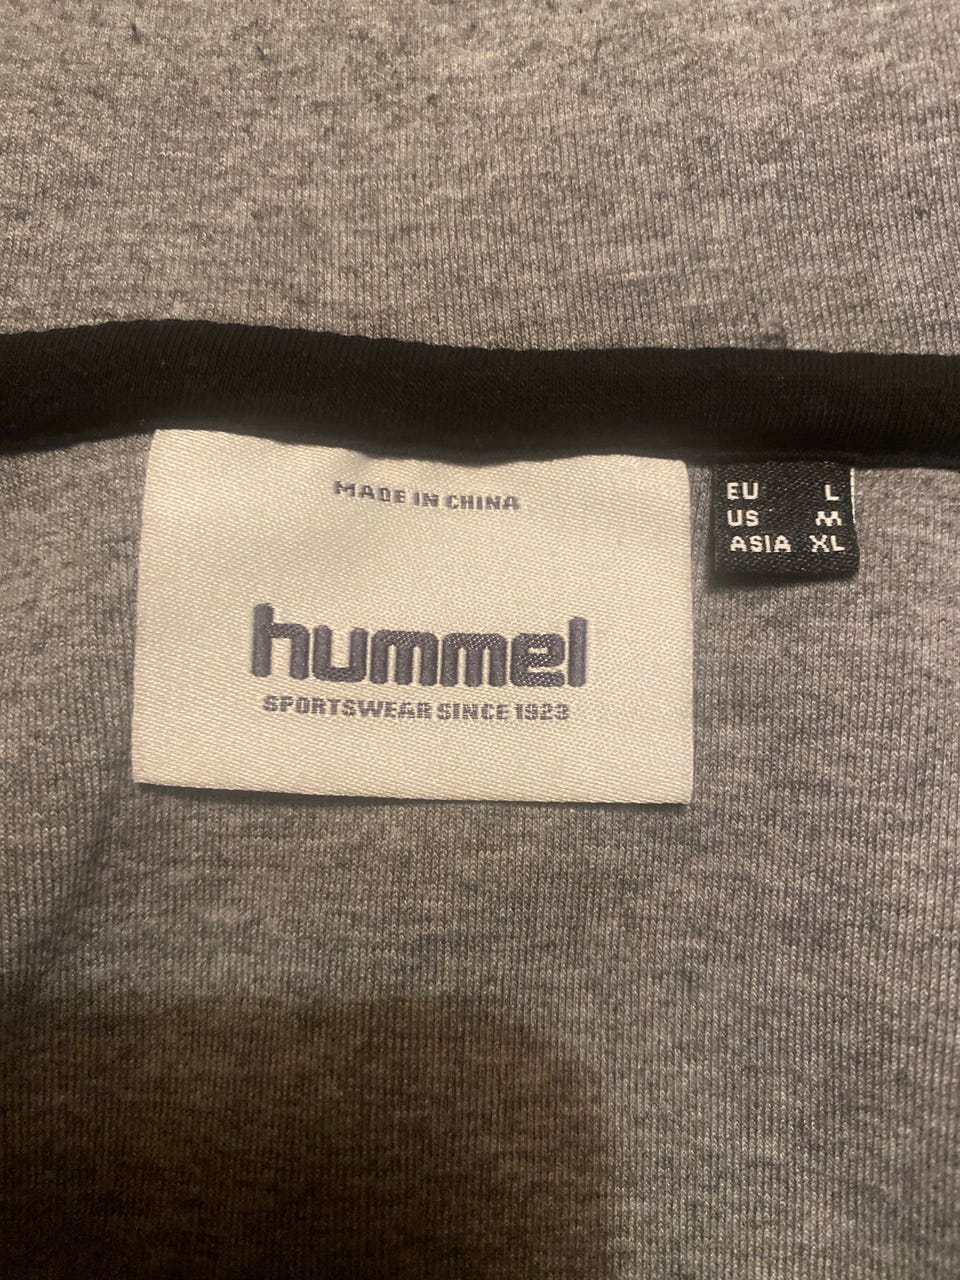 MADE IN CHINA
hummel
SPORTSWEAR SINCE 1923
EU L
US M
ASIA XL